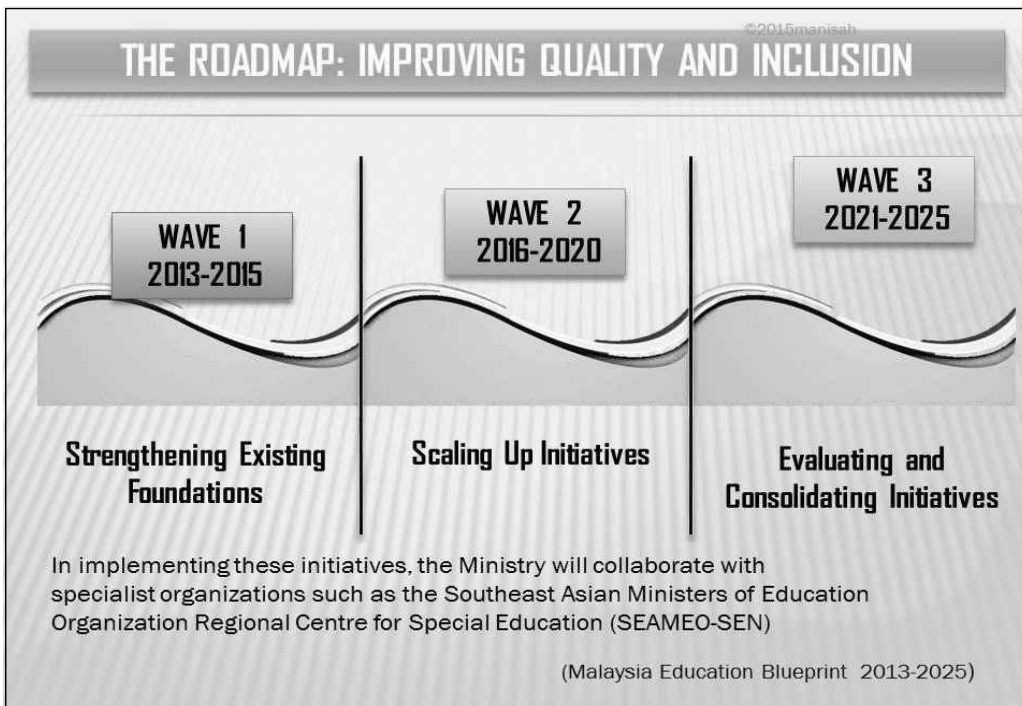 ©2015manisah
THE ROADMAP: IMPROVING QUALITY AND INCLUSION
WAVE 1
2013-2015
WAVE 2
2016-2020
WAVE 3
2021-2025
Strengthening Existing
Foundations
Scaling Up Initiatives
Evaluating and
Consolidating Initiatives
In implementing these initiatives, the Ministry will collaborate with
specialist organizations such as the Southeast Asian Ministers of Education
Organization Regional Centre for Special Education (SEAMEO-SEN)
(Malaysia Education Blueprint 2013-2025)